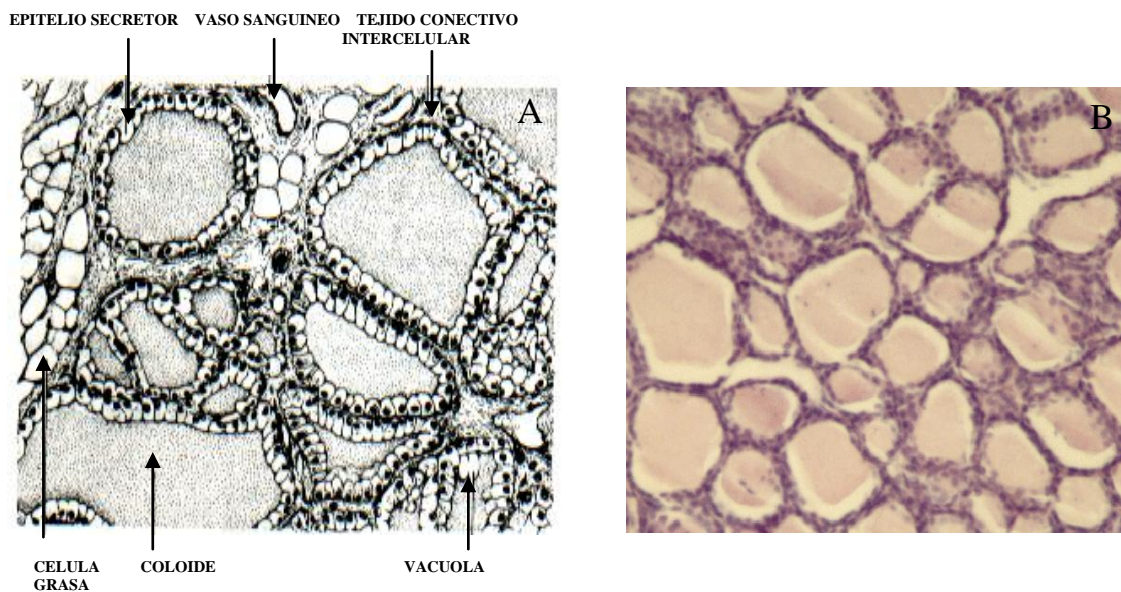 EPITELIO SECRETOR VASO SANGUINEO TEJIDO CONECTIVO
INTERCELULAR
A
B
CELULA COLOIDE VACUOLA
GRASA